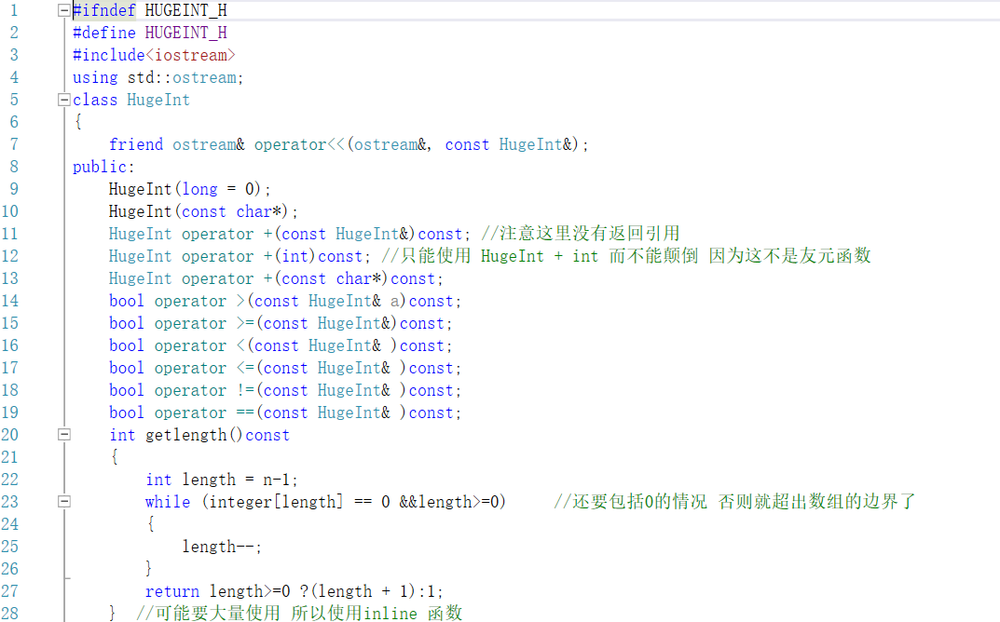 1 #ifndef HUGEINT_H
2 #define HUGEINT_H
3 #include<iostream>
4 using std::ostream;
5 class HugeInt
6 {
7 friend ostream& operator<<(ostream&, const HugeInt&);
8 public:
9 HugeInt(long = 0);
10 HugeInt(const char*);
11 HugeInt operator +(const HugeInt&)const; //注意这里没有返回引用
12 HugeInt operator +(int)const; //只能使用 HugeInt + int 而不能颠倒 因为这不是友元函数
13 HugeInt operator +(const char*)const;
14 bool operator >(const HugeInt& a)const;
15 bool operator >=(const HugeInt&)const;
16 bool operator <(const HugeInt& )const;
17 bool operator <=(const HugeInt& )const;
18 bool operator !=(const HugeInt& )const;
19 bool operator ==(const HugeInt& )const;
20 int getlength()const
21 {
22 int length = n-1;
23 while (integer[length] == 0 &&length>=0) //还要包括0的情况 否则就超出数组的边界了
24 {
25 length--;
26 }
27 return length>=0 ?(length + 1):1;
28 } //可能要大量使用 所以使用inline 函数